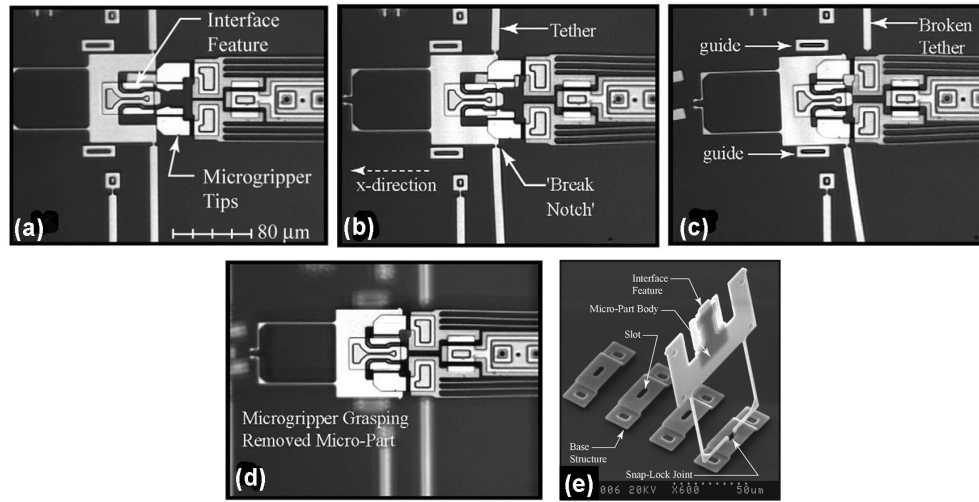 Interface
Feature
Microgripper
Tips
80 µm
(a)
Tether
x-direction
'Break
Notch'
(b)
Broken
Tether
guide
guide
(c)
Microgripper Grasping
Removed Micro-Part
(d)
Interface
Feature
Micro-Part Body
Slot
Base
Structure
Snap-Lock Joint
(e)
006 20KV X600 50um